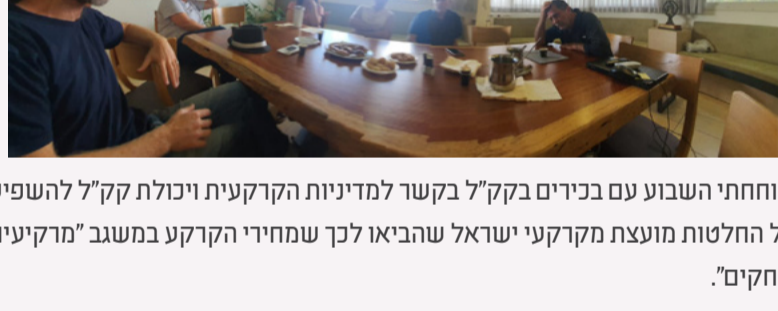 וחחתי השבוע עם בכירים בקק"ל בקשר למדיניות הקרקעית ויכולת קק"ל להשפי
ל החלטות מועצת מקרקעי ישראל שהביאו לכך שמחירי הקרקע במשגב "מרקיעי
חקים".